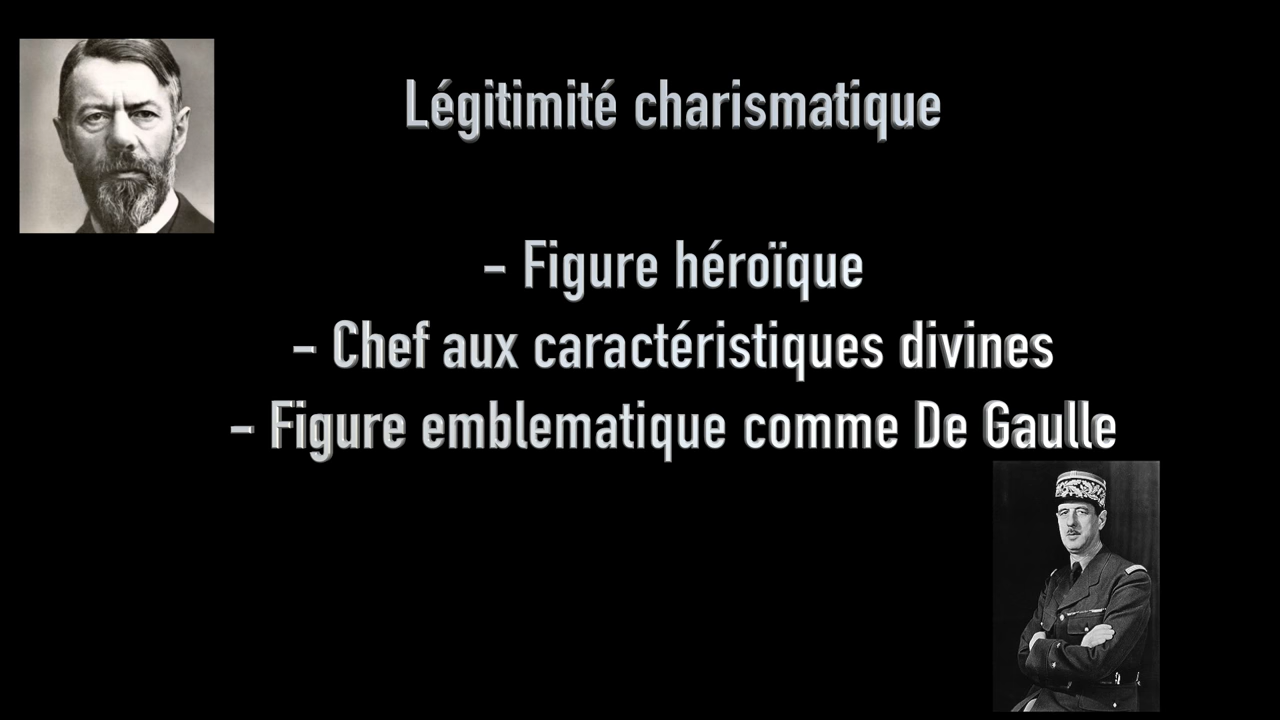 Légitimité charismatique
- Figure héroïque
- Chef aux caractéristiques divines
- Figure emblematique comme De Gaulle